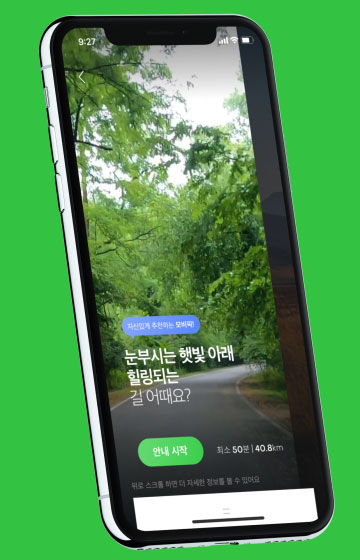 9:27
자신있게 추천하는 모비픽!
눈부시는 햇빛 아래
힐링되는
길 어때요?
안내 시작
최소 50분 | 40.8km
위로 스크롤 하면 더 자세한 정보를 볼 수 있어요